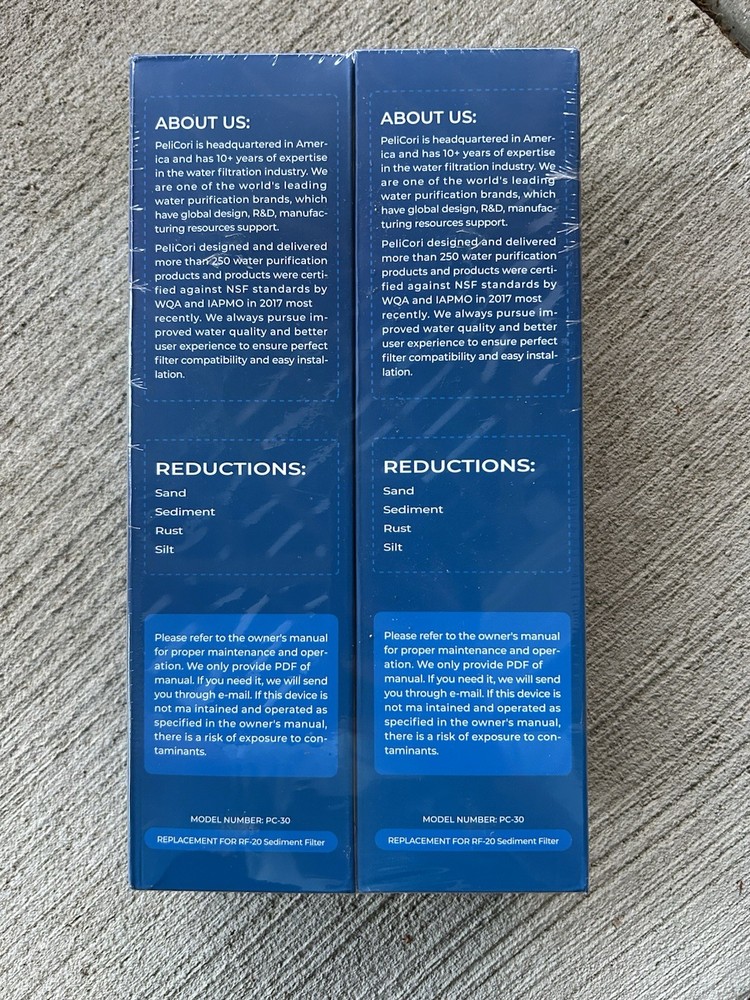 ABOUT US:
PeliCori is headquartered in Amer-
ica and has 10+ years of expertise
in the water filtration industry. We
are one of the world's leading
water purification brands, which
have global design, R&D, manufac-
turing resources support.
PeliCori designed and delivered
more than 250 water purification
products and products were certi-
fied against NSF standards by
WQA and IAPMO in 2017 most
recently. We always pursue im-
proved water quality and better
user experience to ensure perfect
filter compatibility and easy instal-
lation.
REDUCTIONS:
Sand
Sediment
Rust
Silt
Please refer to the owner's manual
for proper maintenance and oper-
ation. We only provide PDF of
manual. If you need it, we will send
you through e-mail. If this device is
not ma intained and operated as
specified in the owner's manual,
there is a risk of exposure to con-
taminants.
MODEL NUMBER: PC-30
REPLACEMENT FOR RF-20 Sediment Filter
ABOUT US:
PeliCori is headquartered in Amer-
ica and has 10+ years of expertise
in the water filtration industry. We
are one of the world's leading
water purification brands, which
have global design, R&D, manufac-
turing resources support.
PeliCori designed and delivered
more than 250 water purification
products and products were certi-
fied against NSF standards by
WQA and IAPMO in 2017 most
recently. We always pursue im-
proved water quality and better
user experience to ensure perfect
filter compatibility and easy instal-
lation.
REDUCTIONS:
Sand
Sediment
Rust
Silt
Please refer to the owner's manual
for proper maintenance and oper-
ation. We only provide PDF of
manual. If you need it, we will send
you through e-mail. If this device is
not ma intained and operated as
specified in the owner's manual,
there is a risk of exposure to con-
taminants.
MODEL NUMBER: PC-30
REPLACEMENT FOR RF-20 Sediment Filter